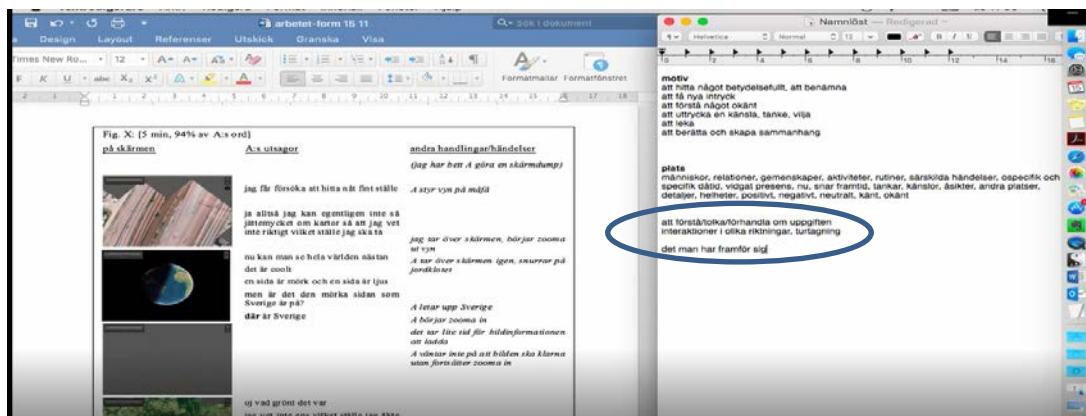 arbetet-form 15 11
Sök i dokument
Design Layout Referenser Utskick Granska Visa
Times New Ro... 12
Formatmallar Formatfönstret
Fig. X: {5 min, 94% av A:s ord}
på skärmen
A:s utsagor
andra handlingar/händelser
(jag har bett A göra en skärmdump)
jag får försöka att hitta nåt fint ställe
A styr vyn på måfå
ja alltså jag kan egentligen inte så
jättemycket om kartor så att jag vet
inte riktigt vilket ställe jag ska ta
jag tar över skärmen, börjar zooma
ut vyn
nu kan man se hela världen nästan
det är coolt
A tar över skärmen igen, snurrar på
jordklotet
en sida är mörk och en sida är ljus
men är det den mörka sidan som
Sverige är på?
där är Sverige
A letar upp Sverige
A börjar zooma in
det tar lite tid för bildinformationen
att ladda
A väntar inte på att bilden ska klarna
utan fortsätter zooma in
oj vad grönt det var
Namnlöst — Redigerad
Helvetica Normal 12 B I U
motiv
att hitta något betydelsefullt, att benämna
att få nya intryck
att förstå något okänt
att uttrycka en känsla, tanke, vilja
att leka
att berätta och skapa sammanhang
plats
människor, relationer, gemenskaper, aktiviteter, rutiner, särskilda händelser, ospecifik och
specifik dåtid, vidgat presens, nu, snar framtid, tankar, känslor, åsikter, andra platser,
detaljer, helheter, positivt, negativt, neutralt, känt, okänt
att förstå/tolka/förhandla om uppgiften
interaktioner i olika riktningar, turtagning
det man har framför sig